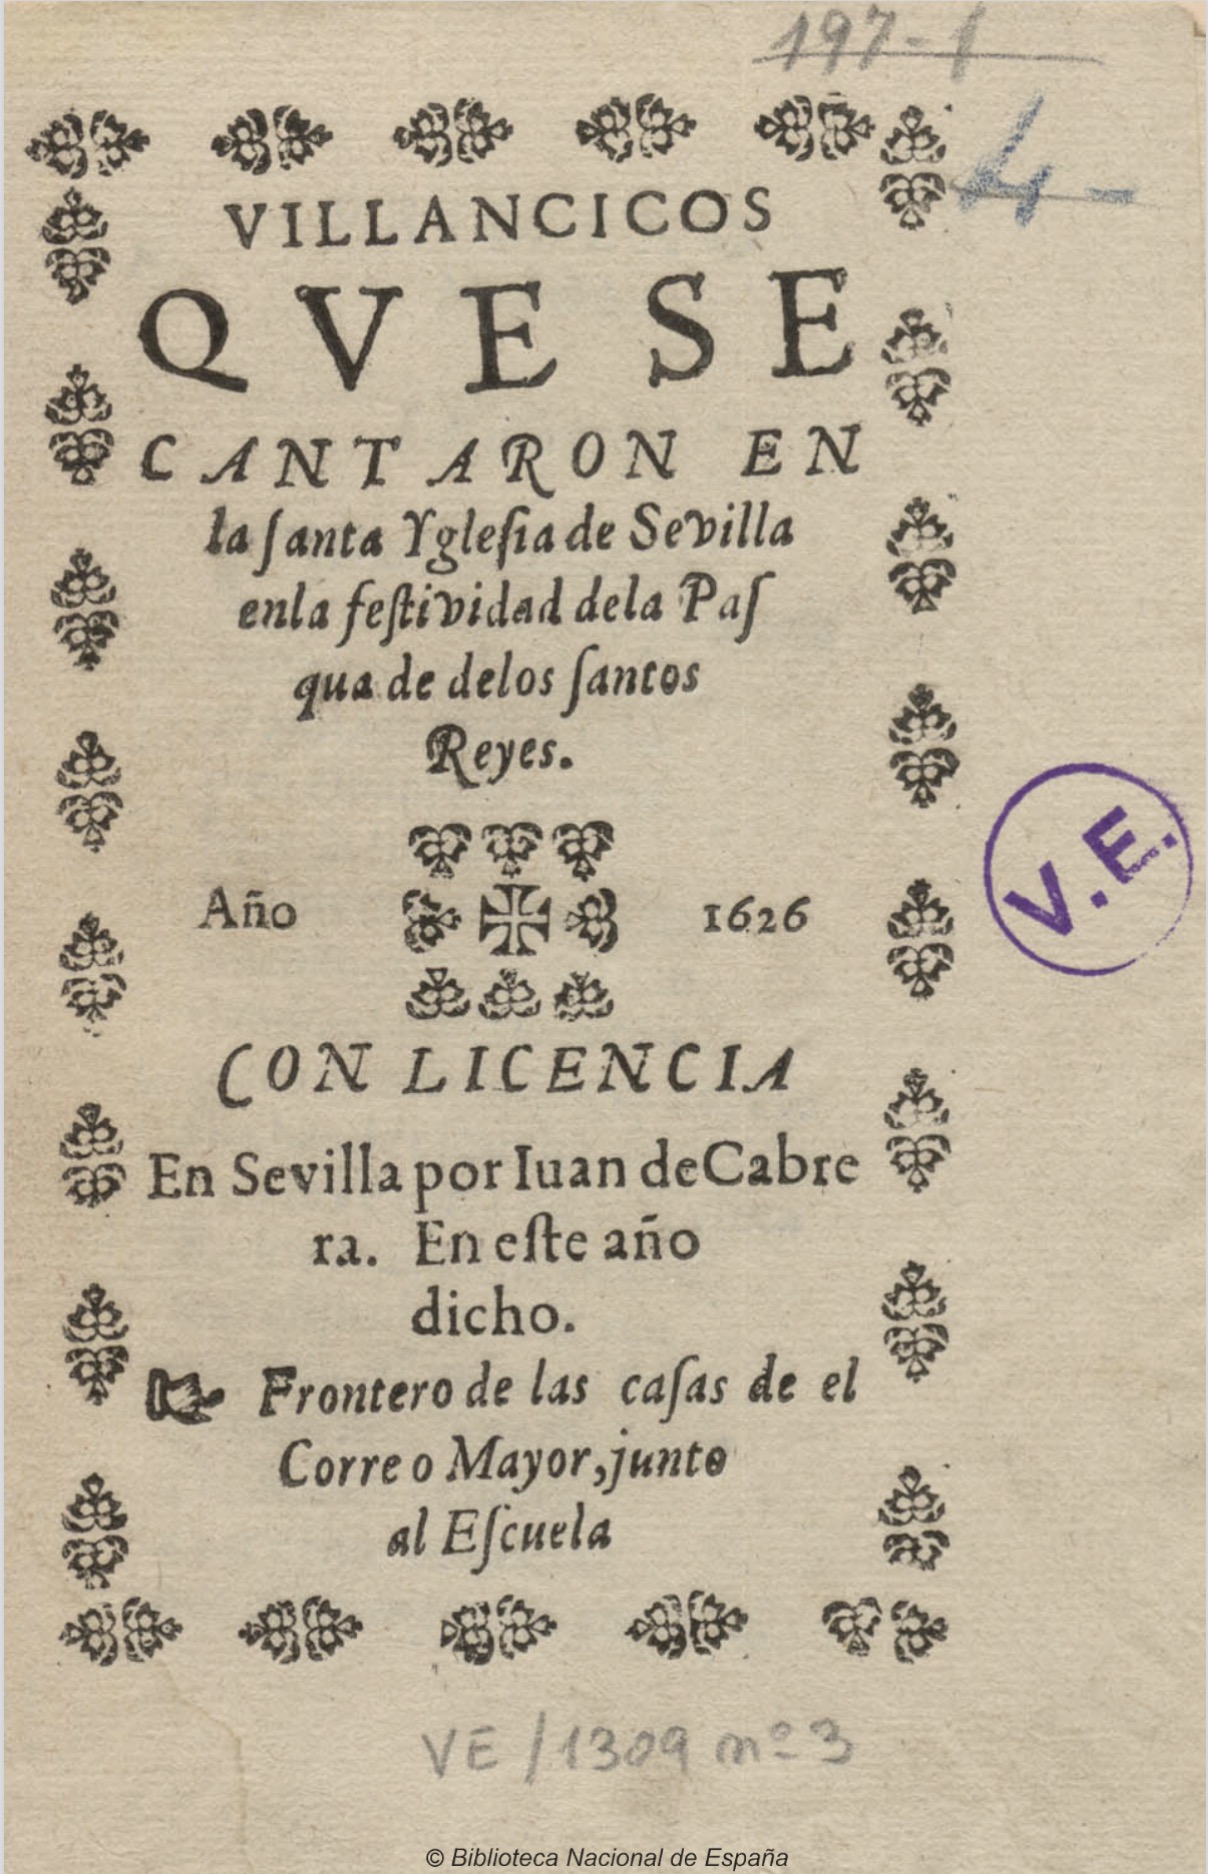 197-1
4-
VILLANCICOS
QVE SE
CANTARON EN
la ſanta Ygleſia de Sevilla
enla feſtividad dela Paſ
qua de delos ſantos
Reyes.
Año 1626
V.E.
CON LICENCIA
En Sevilla por Iuan de Cabre
ra. En eſte año
dicho.
Frontero de las caſas de el
Correo Mayor, junto
al Eſcuela
VE/1309 nº 3
© Biblioteca Nacional de España